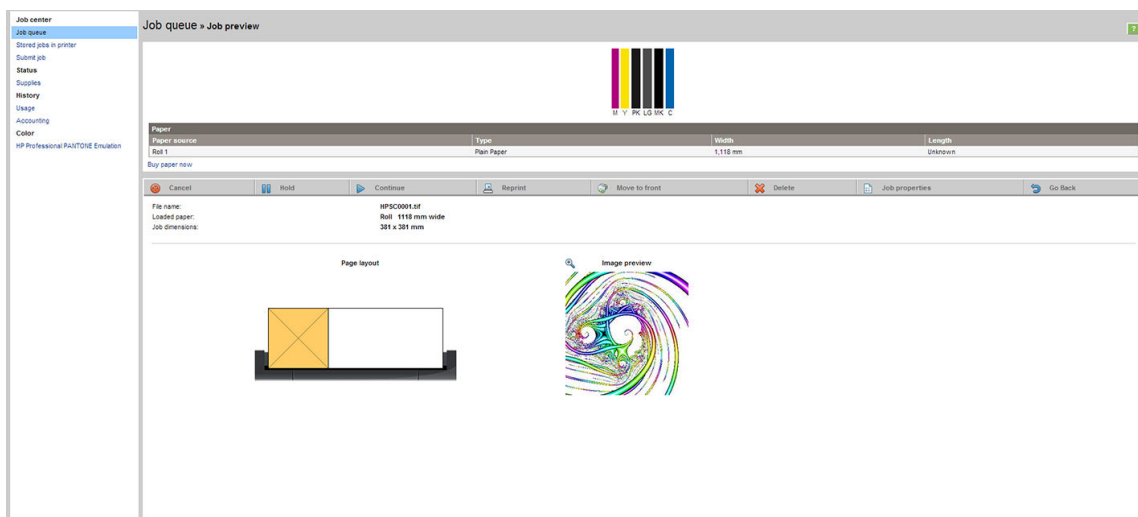 Job center
Job queue
Stored jobs in printer
Submit job
Status
Supplies
History
Usage
Accounting
Color
HP Professional PANTONE Emulation
Job queue » Job preview
?
M Y PK LG MK C
Paper
Paper source Type Width Length
Roll 1 Plain Paper 1,118 mm Unknown
Buy paper now
Cancel Hold Continue Reprint Move to front Delete Job properties Go Back
File name: HPSC0001.tif
Loaded paper: Roll 1118 mm wide
Job dimensions: 381 x 381 mm
Page layout Image preview